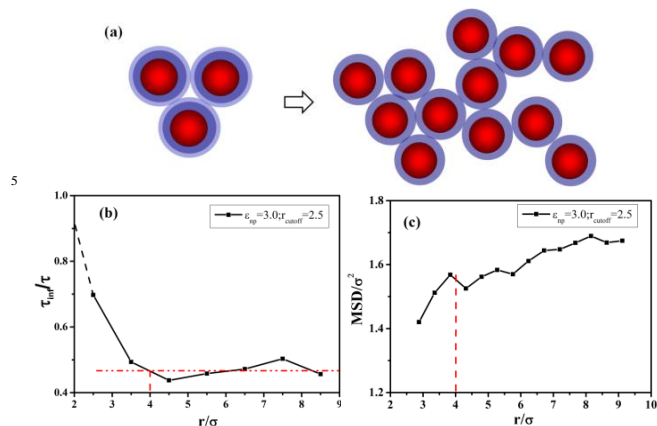 (a)
5
(b)
ε_np=3.0;r_cutoff=2.5
τ_inf/τ
1.0
0.8
0.6
0.4
2 3 4 5 6 7 8 9
r/σ
(c)
ε_np=3.0;r_cutoff=2.5
MSD/σ²
1.8
1.6
1.4
1.2
2 3 4 5 6 7 8 9 10
r/σ